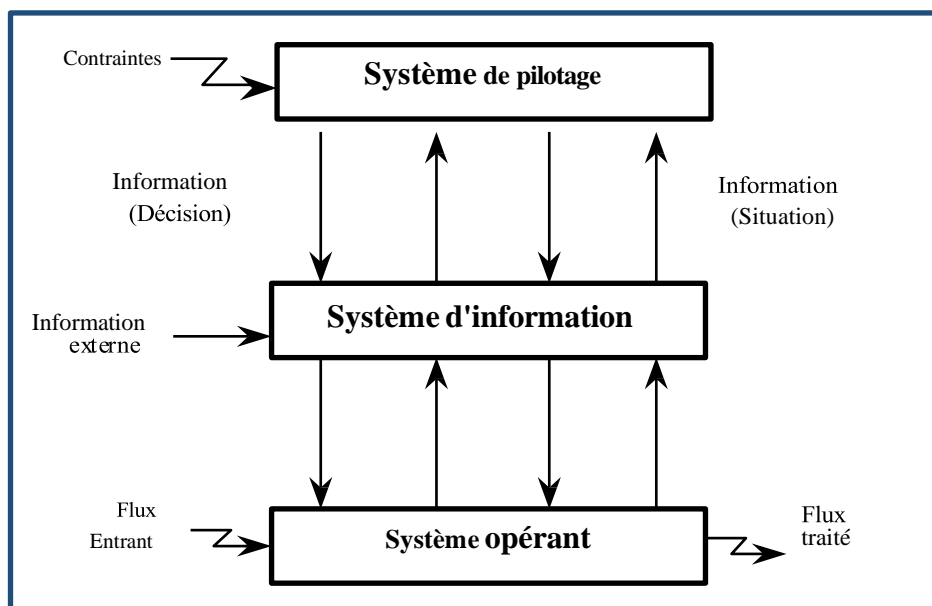 Contraintes
Système de pilotage
Information
(Décision)
Information
(Situation)
Système d'information
Information
externe
Flux
Entrant
Système opérant
Flux
traité